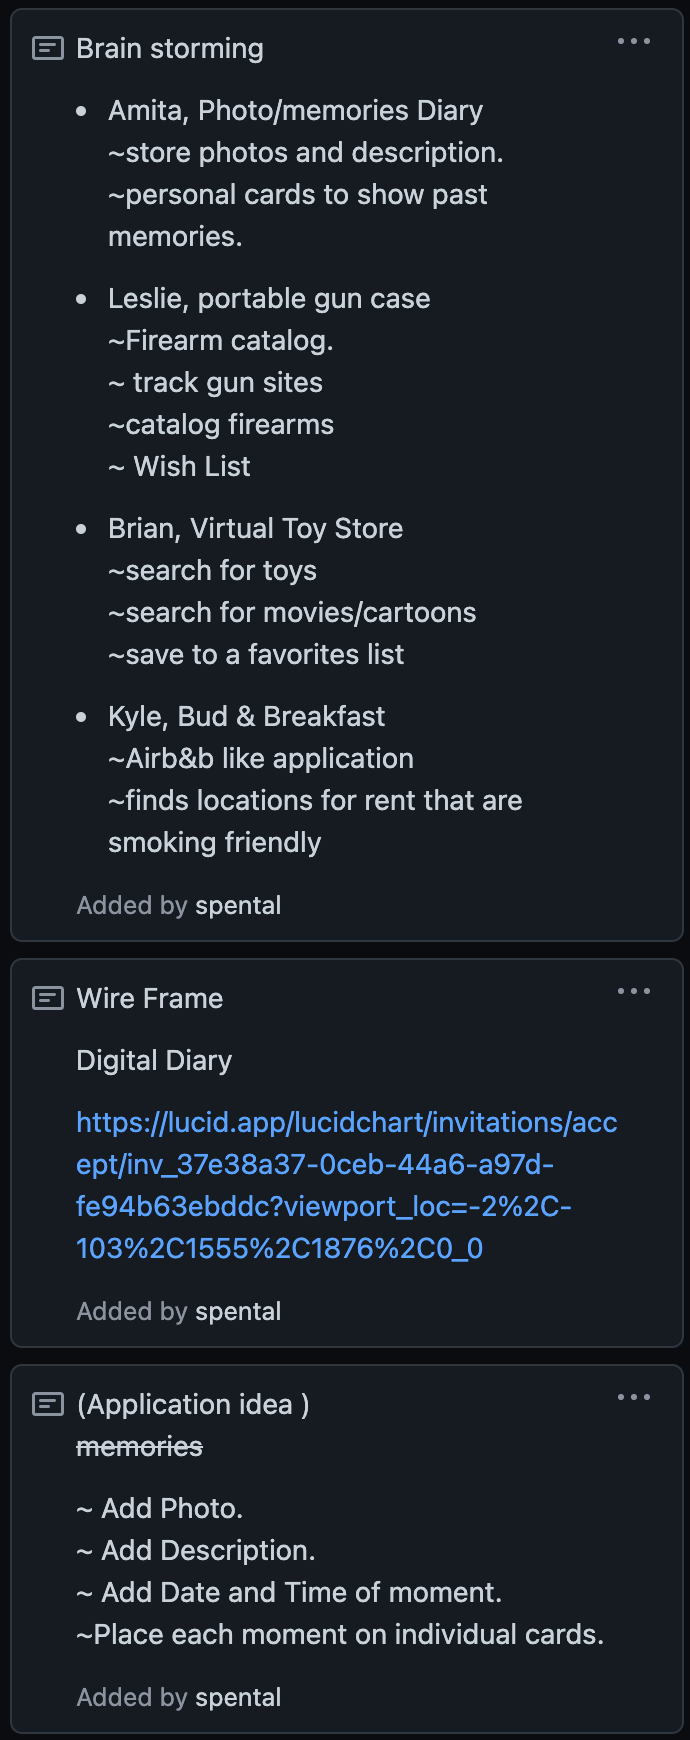 Brain storming
• Amita, Photo/memories Diary
~store photos and description.
~personal cards to show past
memories.
• Leslie, portable gun case
~Firearm catalog.
~ track gun sites
~catalog firearms
~ Wish List
• Brian, Virtual Toy Store
~search for toys
~search for movies/cartoons
~save to a favorites list
• Kyle, Bud & Breakfast
~Airb&b like application
~finds locations for rent that are
smoking friendly
Added by spental
Wire Frame
Digital Diary
https://lucid.app/lucidchart/invitations/acc
ept/inv_37e38a37-0ceb-44a6-a97d-
fe94b63ebddc?viewport_loc=-2%2C-
103%2C1555%2C1876%2C0_0
Added by spental
(Application idea )
memories
~ Add Photo.
~ Add Description.
~ Add Date and Time of moment.
~Place each moment on individual cards.
Added by spental